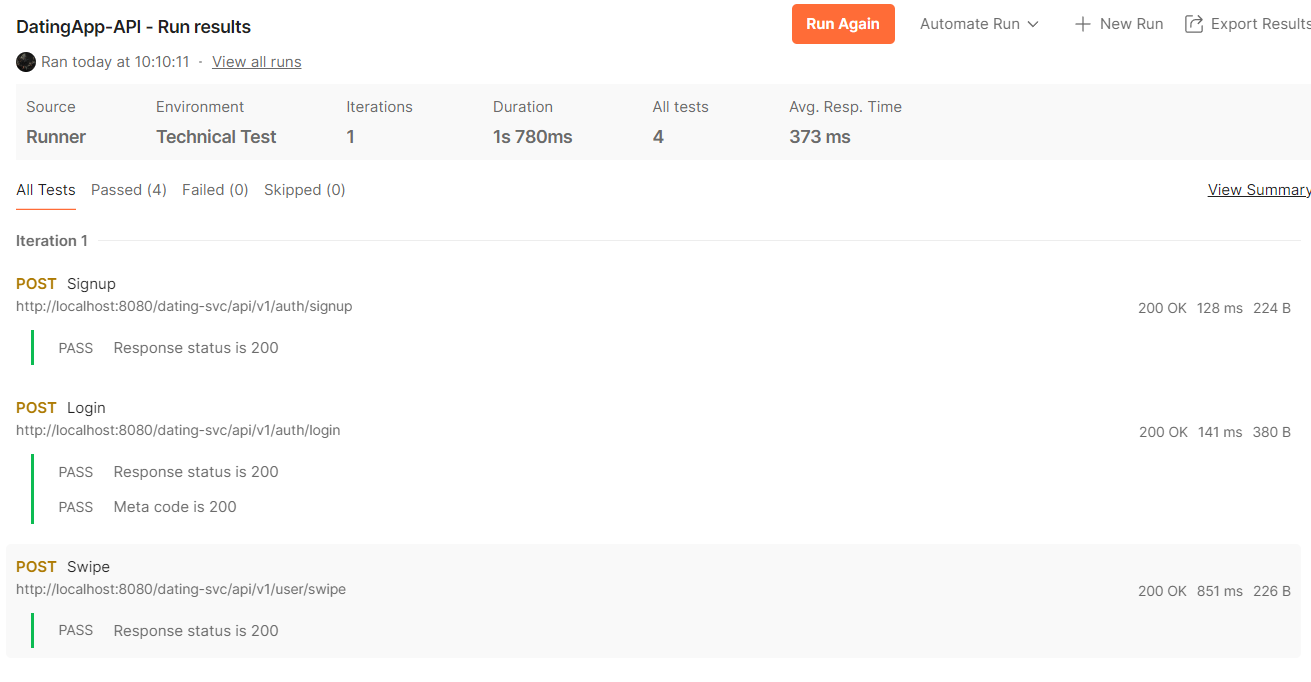 DatingApp-API - Run results
Run Again
Automate Run
New Run
Export Results
Ran today at 10:10:11 · View all runs
Source Environment Iterations Duration All tests Avg. Resp. Time
Runner Technical Test 1 1s 780ms 4 373 ms
All Tests Passed (4) Failed (0) Skipped (0) View Summary
Iteration 1
POST Signup
http://localhost:8080/dating-svc/api/v1/auth/signup 200 OK 128 ms 224 B
PASS Response status is 200
POST Login
http://localhost:8080/dating-svc/api/v1/auth/login 200 OK 141 ms 380 B
PASS Response status is 200
PASS Meta code is 200
POST Swipe
http://localhost:8080/dating-svc/api/v1/user/swipe 200 OK 851 ms 226 B
PASS Response status is 200